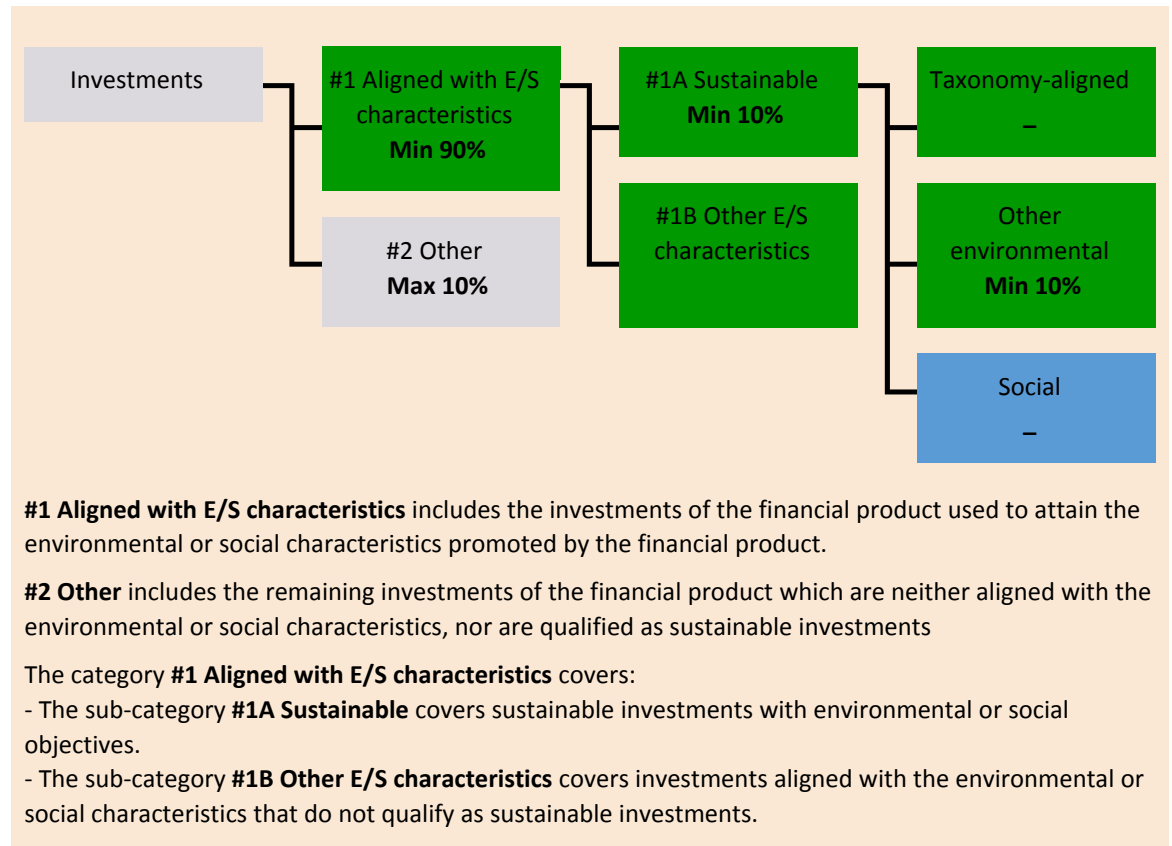 Investments
#1 Aligned with E/S
characteristics
Min 90%
#2 Other
Max 10%
#1A Sustainable
Min 10%
#1B Other E/S
characteristics
Taxonomy-aligned
–
Other
environmental
Min 10%
Social
–
#1 Aligned with E/S characteristics includes the investments of the financial product used to attain the
environmental or social characteristics promoted by the financial product.
#2 Other includes the remaining investments of the financial product which are neither aligned with the
environmental or social characteristics, nor are qualified as sustainable investments
The category #1 Aligned with E/S characteristics covers:
- The sub-category #1A Sustainable covers sustainable investments with environmental or social
objectives.
- The sub-category #1B Other E/S characteristics covers investments aligned with the environmental or
social characteristics that do not qualify as sustainable investments.